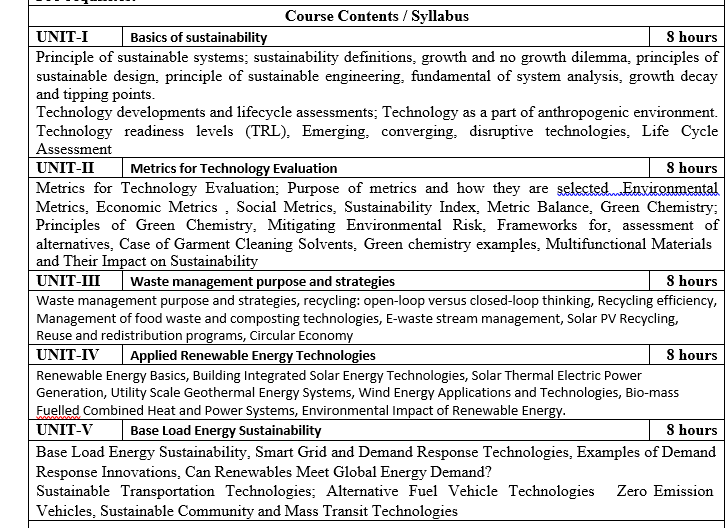 Course Contents / Syllabus
UNIT-I Basics of sustainability 8 hours
Principle of sustainable systems; sustainability definitions, growth and no growth dilemma, principles of
sustainable design, principle of sustainable engineering, fundamental of system analysis, growth decay
and tipping points.
Technology developments and lifecycle assessments; Technology as a part of anthropogenic environment.
Technology readiness levels (TRL), Emerging, converging, disruptive technologies, Life Cycle
Assessment
UNIT-II Metrics for Technology Evaluation 8 hours
Metrics for Technology Evaluation; Purpose of metrics and how they are selected Environmental
Metrics, Economic Metrics , Social Metrics, Sustainability Index, Metric Balance, Green Chemistry;
Principles of Green Chemistry, Mitigating Environmental Risk, Frameworks for, assessment of
alternatives, Case of Garment Cleaning Solvents, Green chemistry examples, Multifunctional Materials
and Their Impact on Sustainability
UNIT-III Waste management purpose and strategies 8 hours
Waste management purpose and strategies, recycling: open-loop versus closed-loop thinking, Recycling efficiency,
Management of food waste and composting technologies, E-waste stream management, Solar PV Recycling,
Reuse and redistribution programs, Circular Economy
UNIT-IV Applied Renewable Energy Technologies 8 hours
Renewable Energy Basics, Building Integrated Solar Energy Technologies, Solar Thermal Electric Power
Generation, Utility Scale Geothermal Energy Systems, Wind Energy Applications and Technologies, Bio-mass
Fuelled Combined Heat and Power Systems, Environmental Impact of Renewable Energy.
UNIT-V Base Load Energy Sustainability 8 hours
Base Load Energy Sustainability, Smart Grid and Demand Response Technologies, Examples of Demand
Response Innovations, Can Renewables Meet Global Energy Demand?
Sustainable Transportation Technologies; Alternative Fuel Vehicle Technologies Zero Emission
Vehicles, Sustainable Community and Mass Transit Technologies